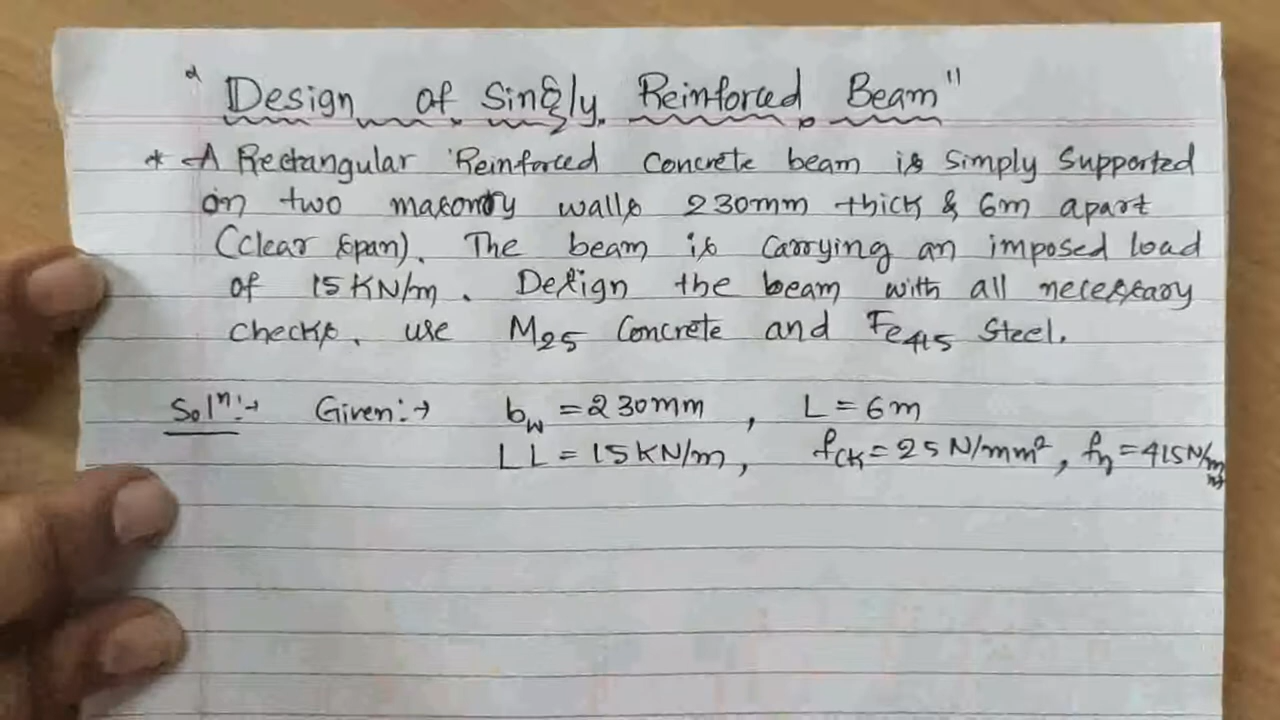 "Design of Singly Reinforced Beam"
* A Rectangular Reinforced Concrete beam is Simply Supported
on two masonry walls 230mm thick & 6m apart
(Clear Span). The beam is Carrying an imposed load
of 15KN/m. Design the beam with all necessary
checks. use M25 Concrete and Fe415 Steel.
Solⁿ:→ Given:→ bw = 230mm, L = 6m
LL = 15KN/m, fCK = 25N/mm², fy = 415N/mm²